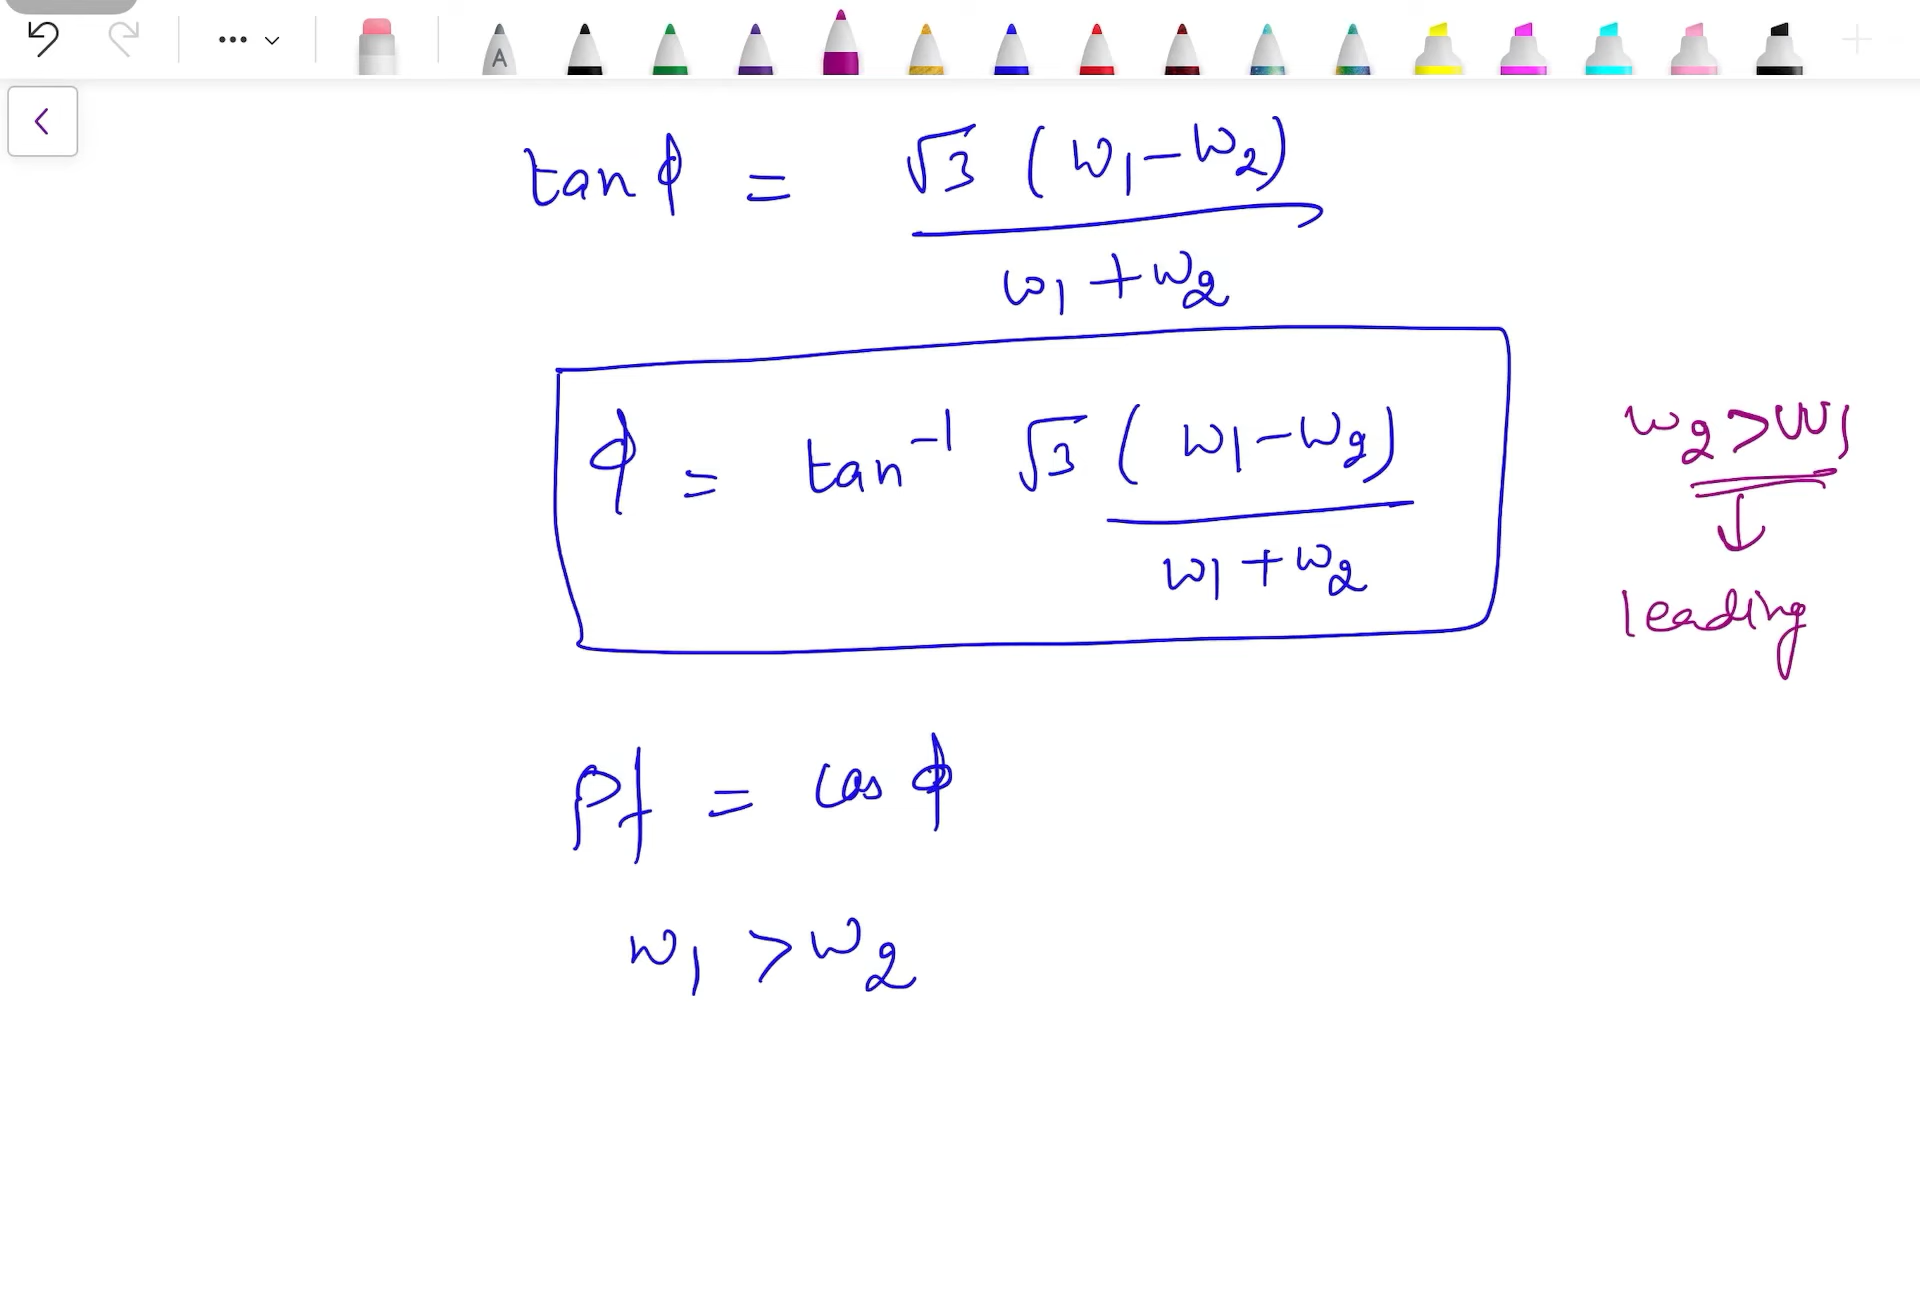 tan ϕ = √3 (W1-W2)
W1+W2
ϕ = tan⁻¹ √3 (W1-W2)
W1+W2
W2>W1
↓
leading
Pf = cos ϕ
W1 > W2
A